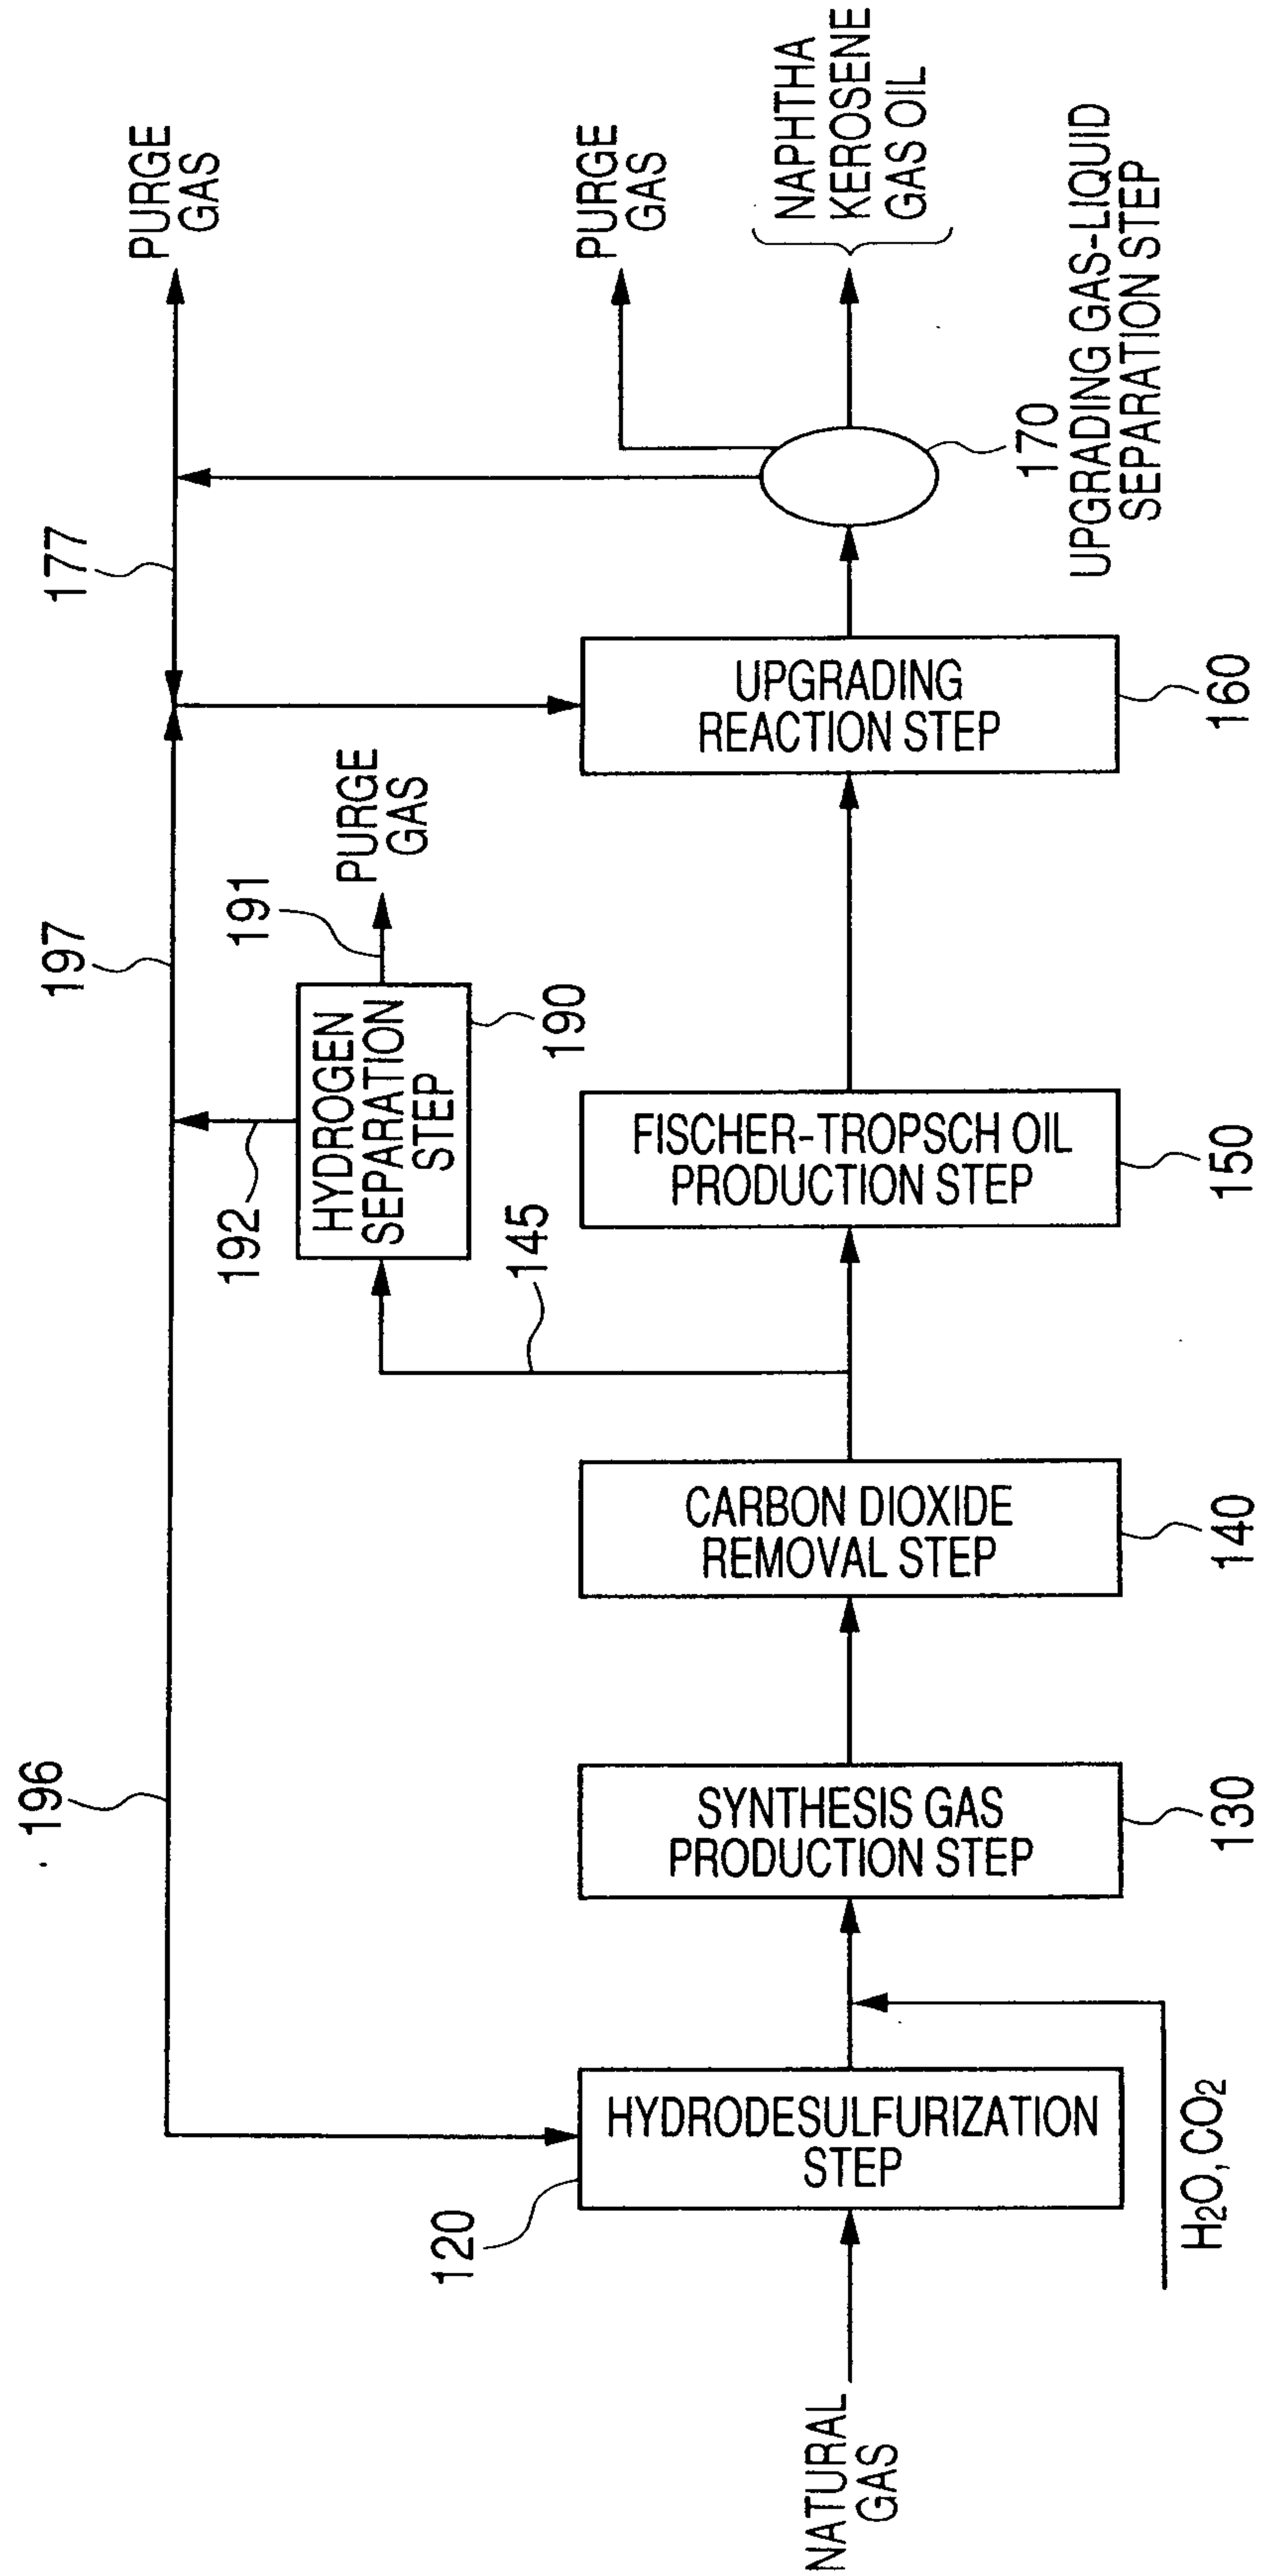 196
197
177
PURGE
GAS
192
191
HYDROGEN
SEPARATION
STEP
PURGE
GAS
190
145
PURGE
GAS
120
NATURAL
GAS
HYDRODESULFURIZATION
STEP
H2O, CO2
SYNTHESIS GAS
PRODUCTION STEP
130
CARBON DIOXIDE
REMOVAL STEP
140
FISCHER-TROPSCH OIL
PRODUCTION STEP
150
UPGRADING
REACTION STEP
160
NAPHTHA
KEROSENE
GAS OIL
170
UPGRADING GAS-LIQUID
SEPARATION STEP